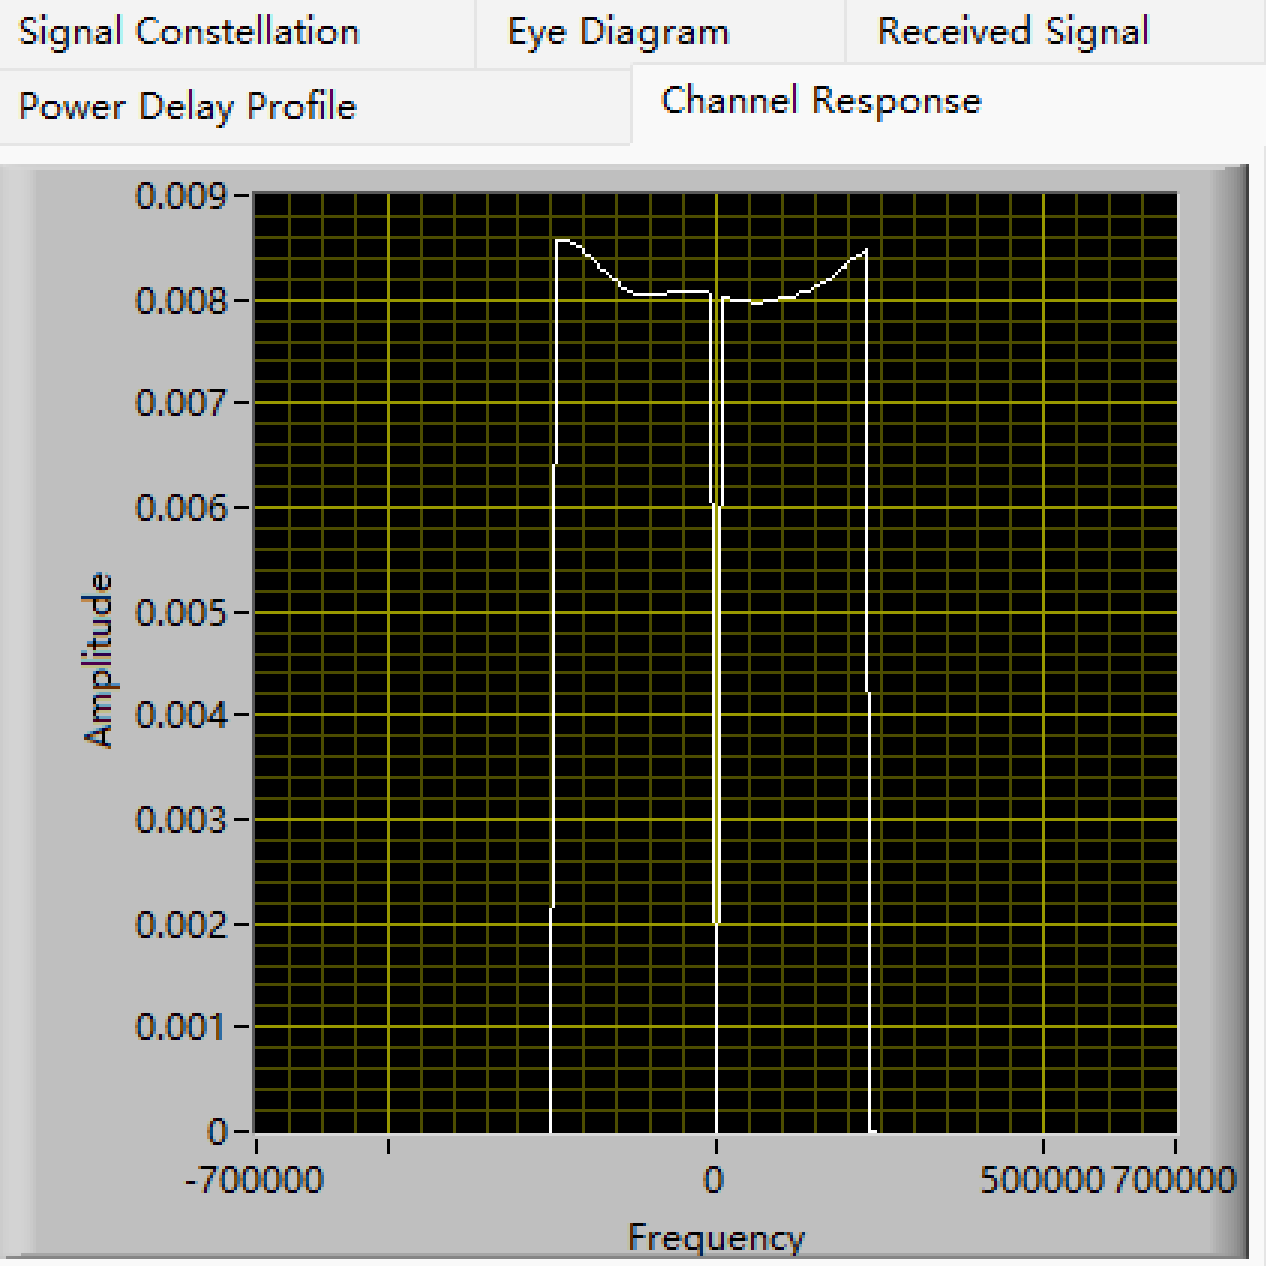 Signal Constellation Eye Diagram Received Signal
Power Delay Profile Channel Response
0.009
0.008
0.007
0.006
0.005
0.004
0.003
0.002
0.001
0
Amplitude
-700000 0 500000 700000
Frequency